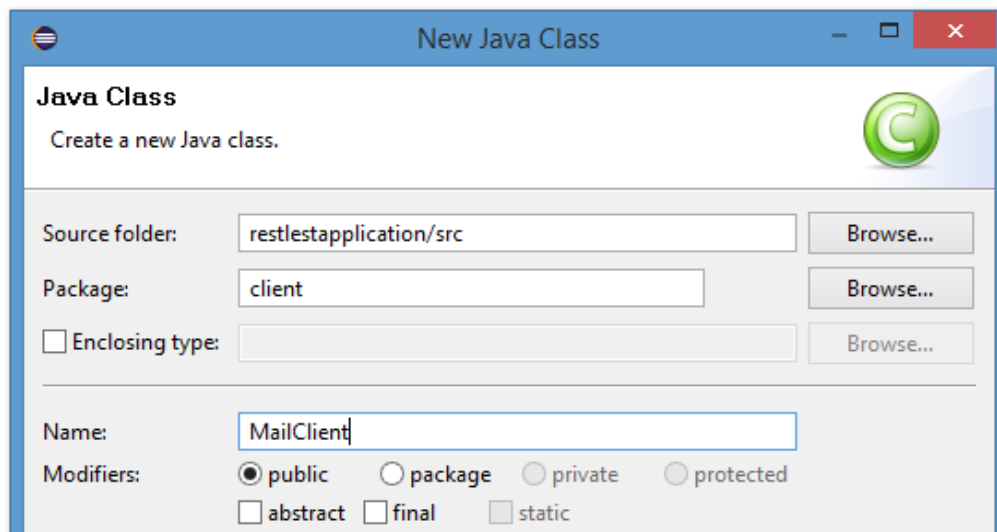 New Java Class
Java Class
Create a new Java class.
C
Source folder: restlestapplication/src Browse...
Package: client Browse...
Enclosing type: Browse...
Name: MailClient
Modifiers: public package private protected
abstract final static